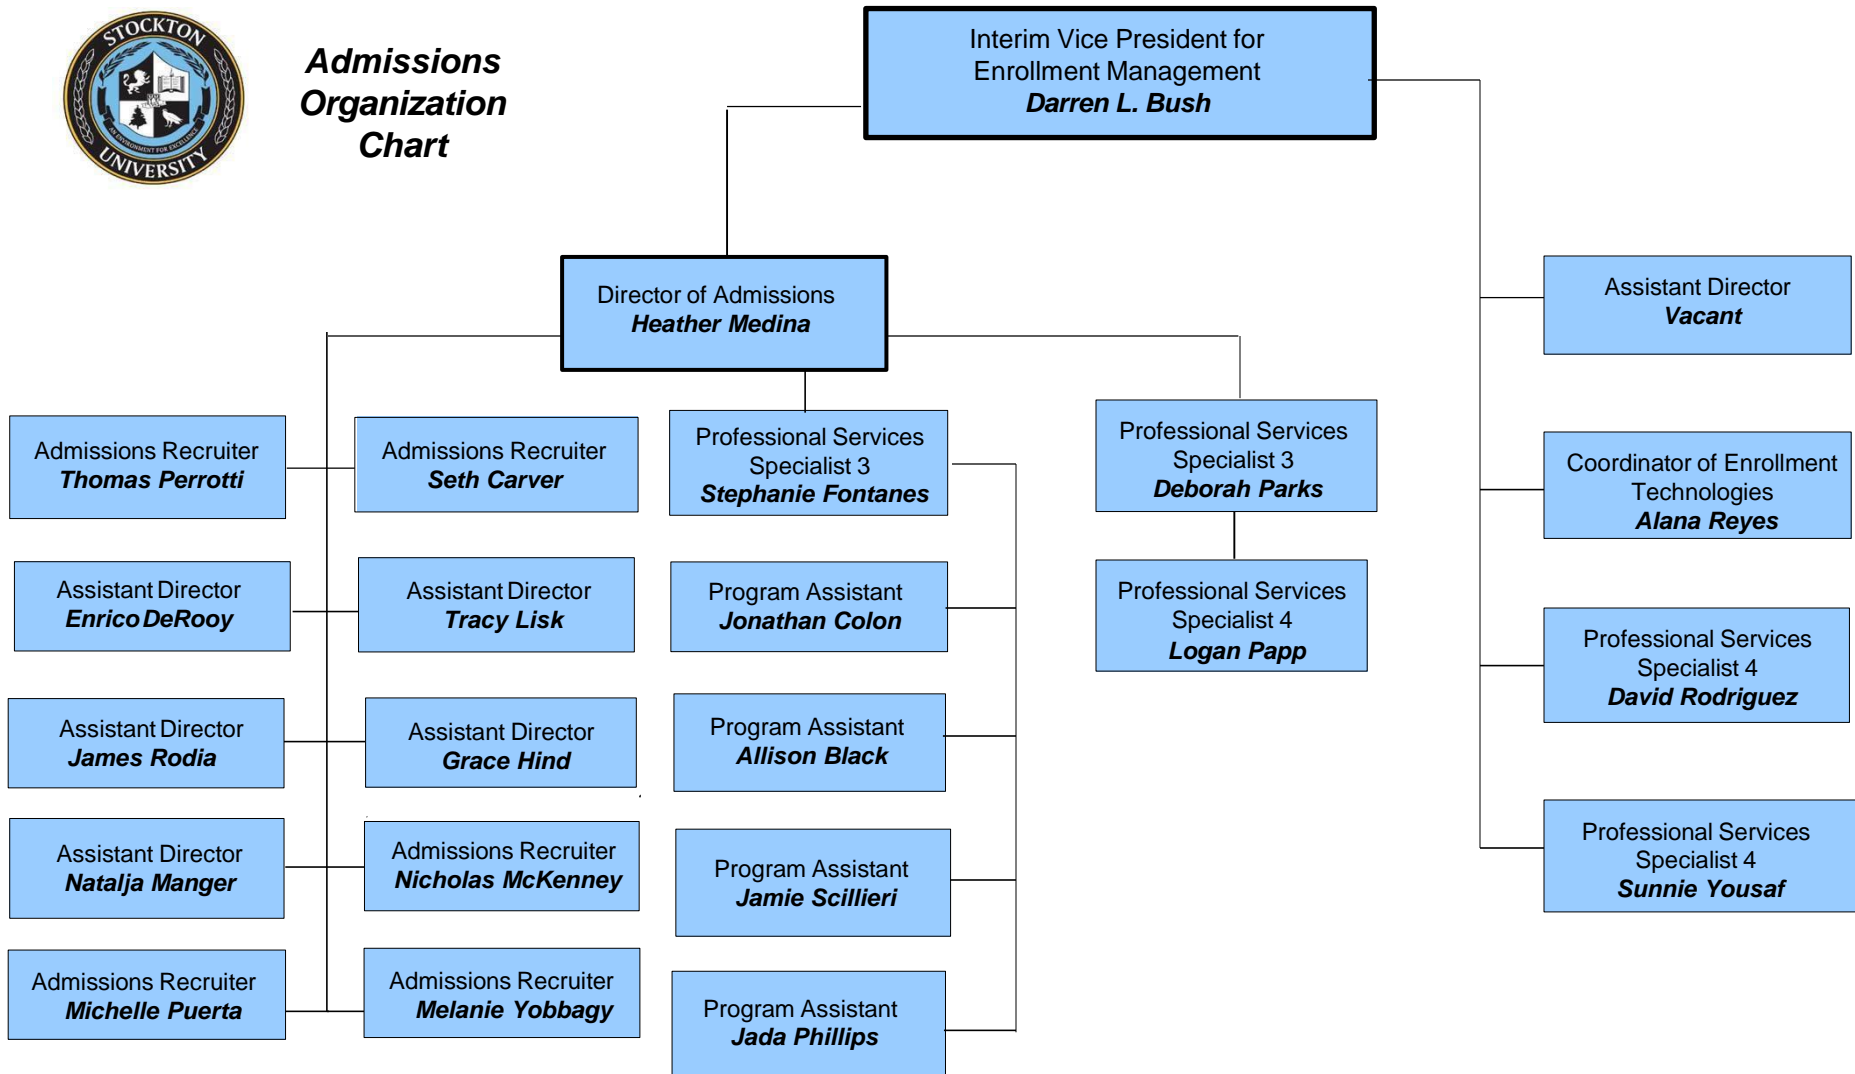 STOCKTON
UNIVERSITY
AN ENVIRONMENT FOR EXCELLENCE
Admissions
Organization
Chart
Interim Vice President for
Enrollment Management
Darren L. Bush
Director of Admissions
Heather Medina
Assistant Director
Vacant
Admissions Recruiter
Thomas Perrotti
Admissions Recruiter
Seth Carver
Professional Services
Specialist 3
Stephanie Fontanes
Professional Services
Specialist 3
Deborah Parks
Coordinator of Enrollment
Technologies
Alana Reyes
Assistant Director
Enrico DeRooy
Assistant Director
Tracy Lisk
Program Assistant
Jonathan Colon
Professional Services
Specialist 4
Logan Papp
Professional Services
Specialist 4
David Rodriguez
Assistant Director
James Rodia
Assistant Director
Grace Hind
Program Assistant
Allison Black
Assistant Director
Natalja Manger
Admissions Recruiter
Nicholas McKenney
Program Assistant
Jamie Scillieri
Professional Services
Specialist 4
Sunnie Yousaf
Admissions Recruiter
Michelle Puerta
Admissions Recruiter
Melanie Yobbagy
Program Assistant
Jada Phillips